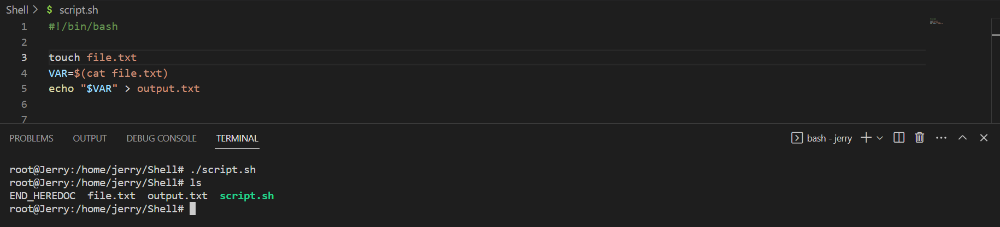 Shell > $ script.sh
1 #!/bin/bash
2
3 touch file.txt
4 VAR=$(cat file.txt)
5 echo "$VAR" > output.txt
6
7
PROBLEMS OUTPUT DEBUG CONSOLE TERMINAL bash - jerry
root@Jerry:/home/jerry/Shell# ./script.sh
root@Jerry:/home/jerry/Shell# ls
END_HEREDOC file.txt output.txt script.sh
root@Jerry:/home/jerry/Shell#